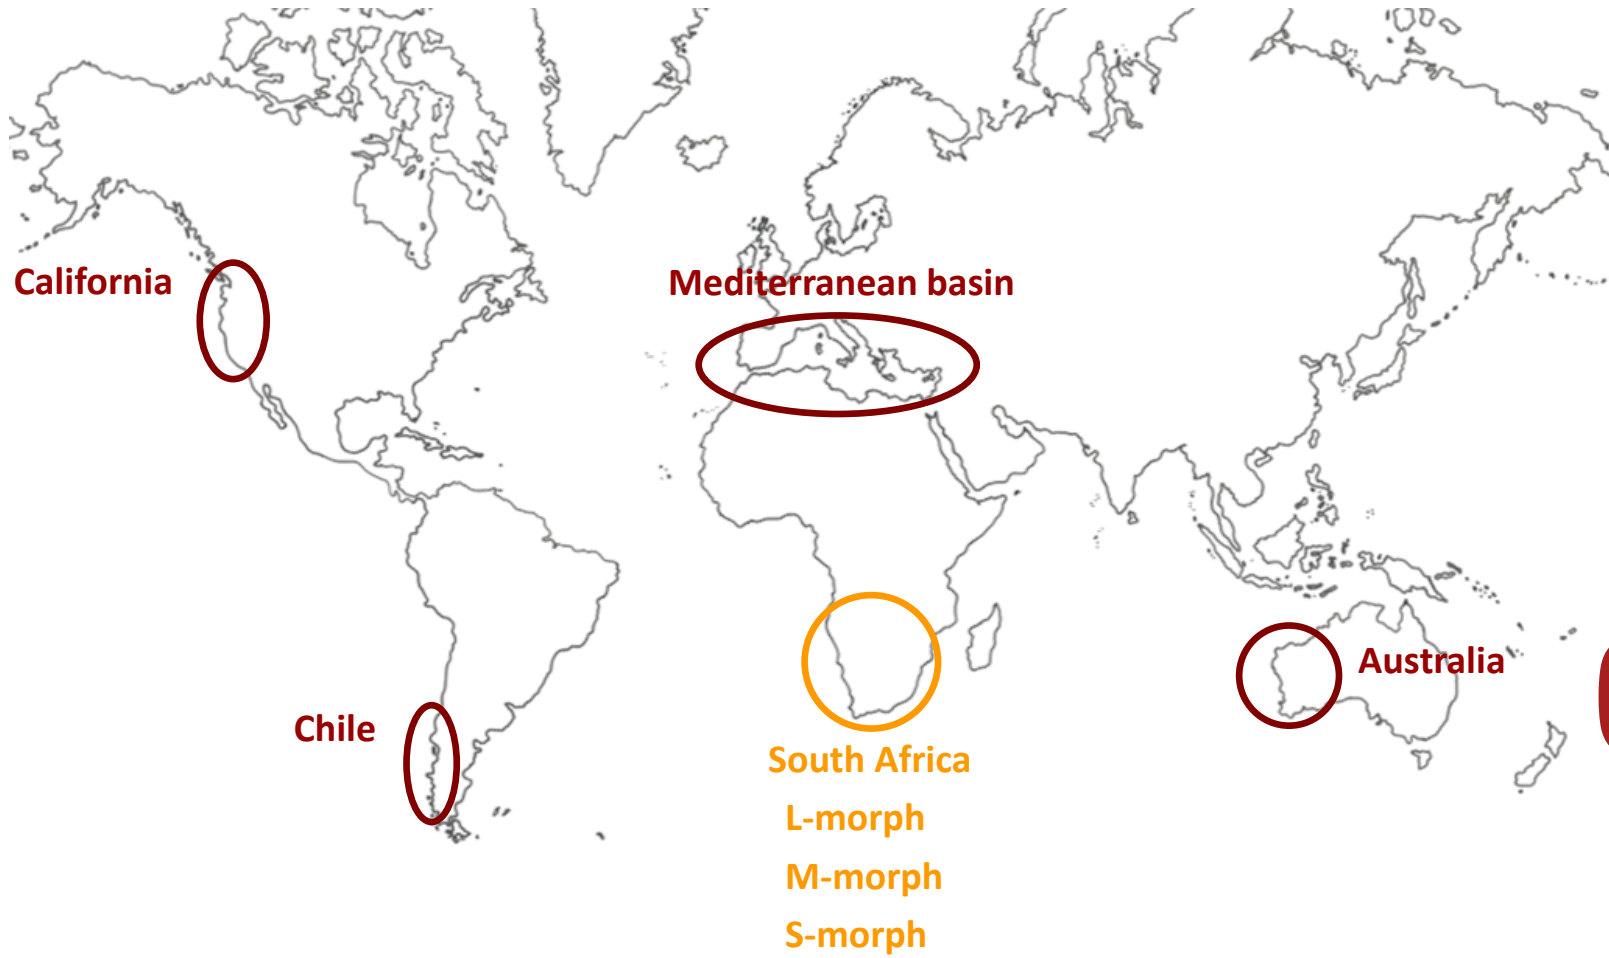 California
Mediterranean basin
Australia
Chile
South Africa
L-morph
M-morph
S-morph